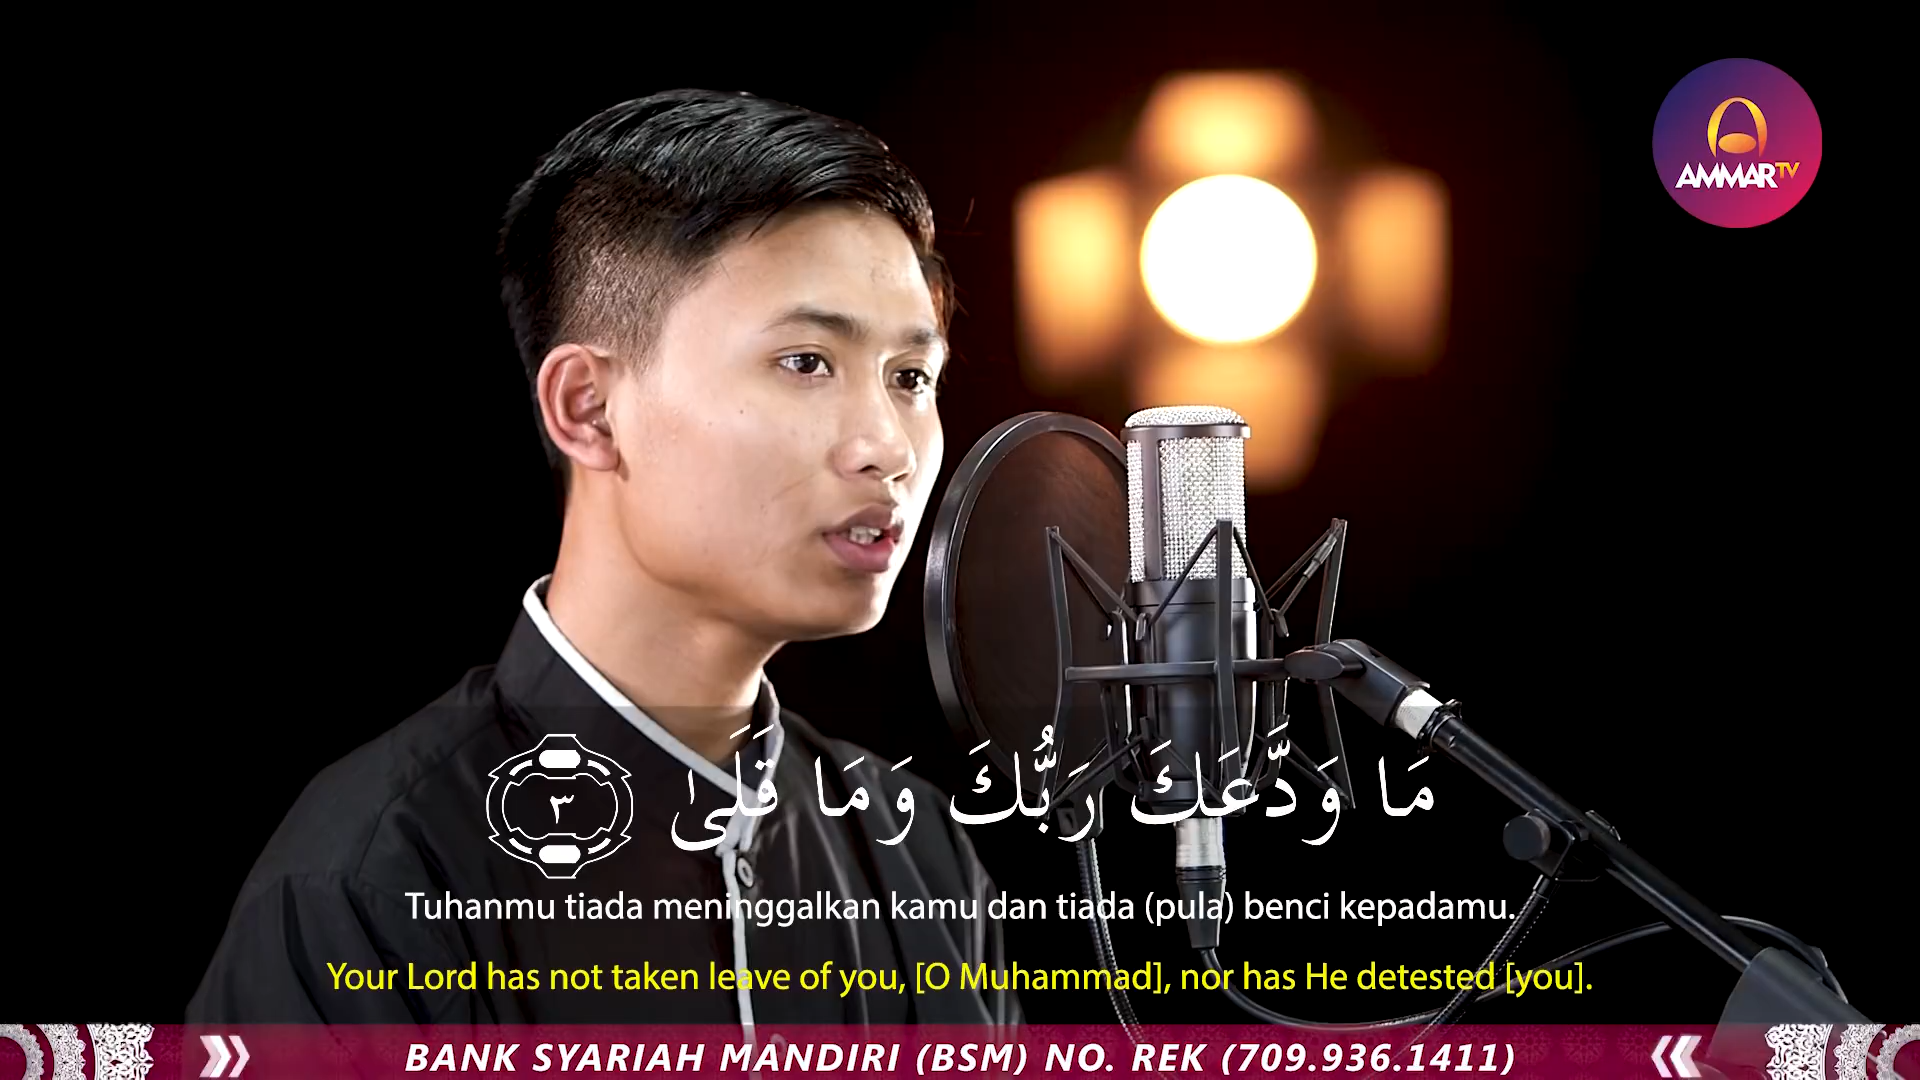 AMMARTV
مَا وَدَّعَكَ رَبُّكَ وَمَا قَلَىٰ ٣
Tuhanmu tiada meninggalkan kamu dan tiada (pula) benci kepadamu.
Your Lord has not taken leave of you, [O Muhammad], nor has He detested [you].
BANK SYARIAH MANDIRI (BSM) NO. REK (709.936.1411)